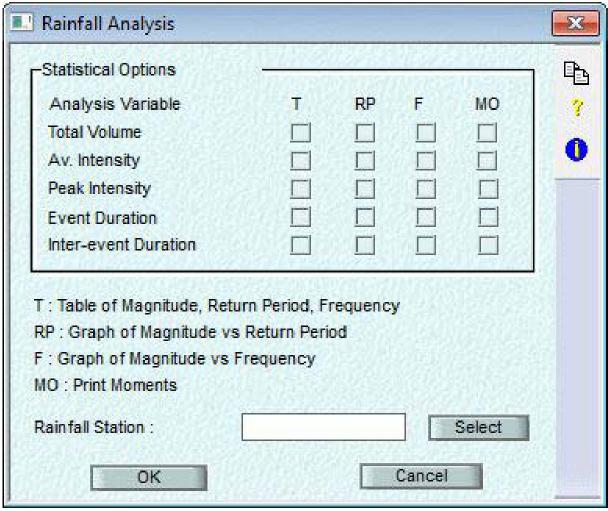 Rainfall Analysis
Statistical Options
Analysis Variable T RP F MO
Total Volume
Av. Intensity
Peak Intensity
Event Duration
Inter-event Duration
T : Table of Magnitude, Return Period, Frequency
RP : Graph of Magnitude vs Return Period
F : Graph of Magnitude vs Frequency
MO : Print Moments
Rainfall Station : Select
OK Cancel